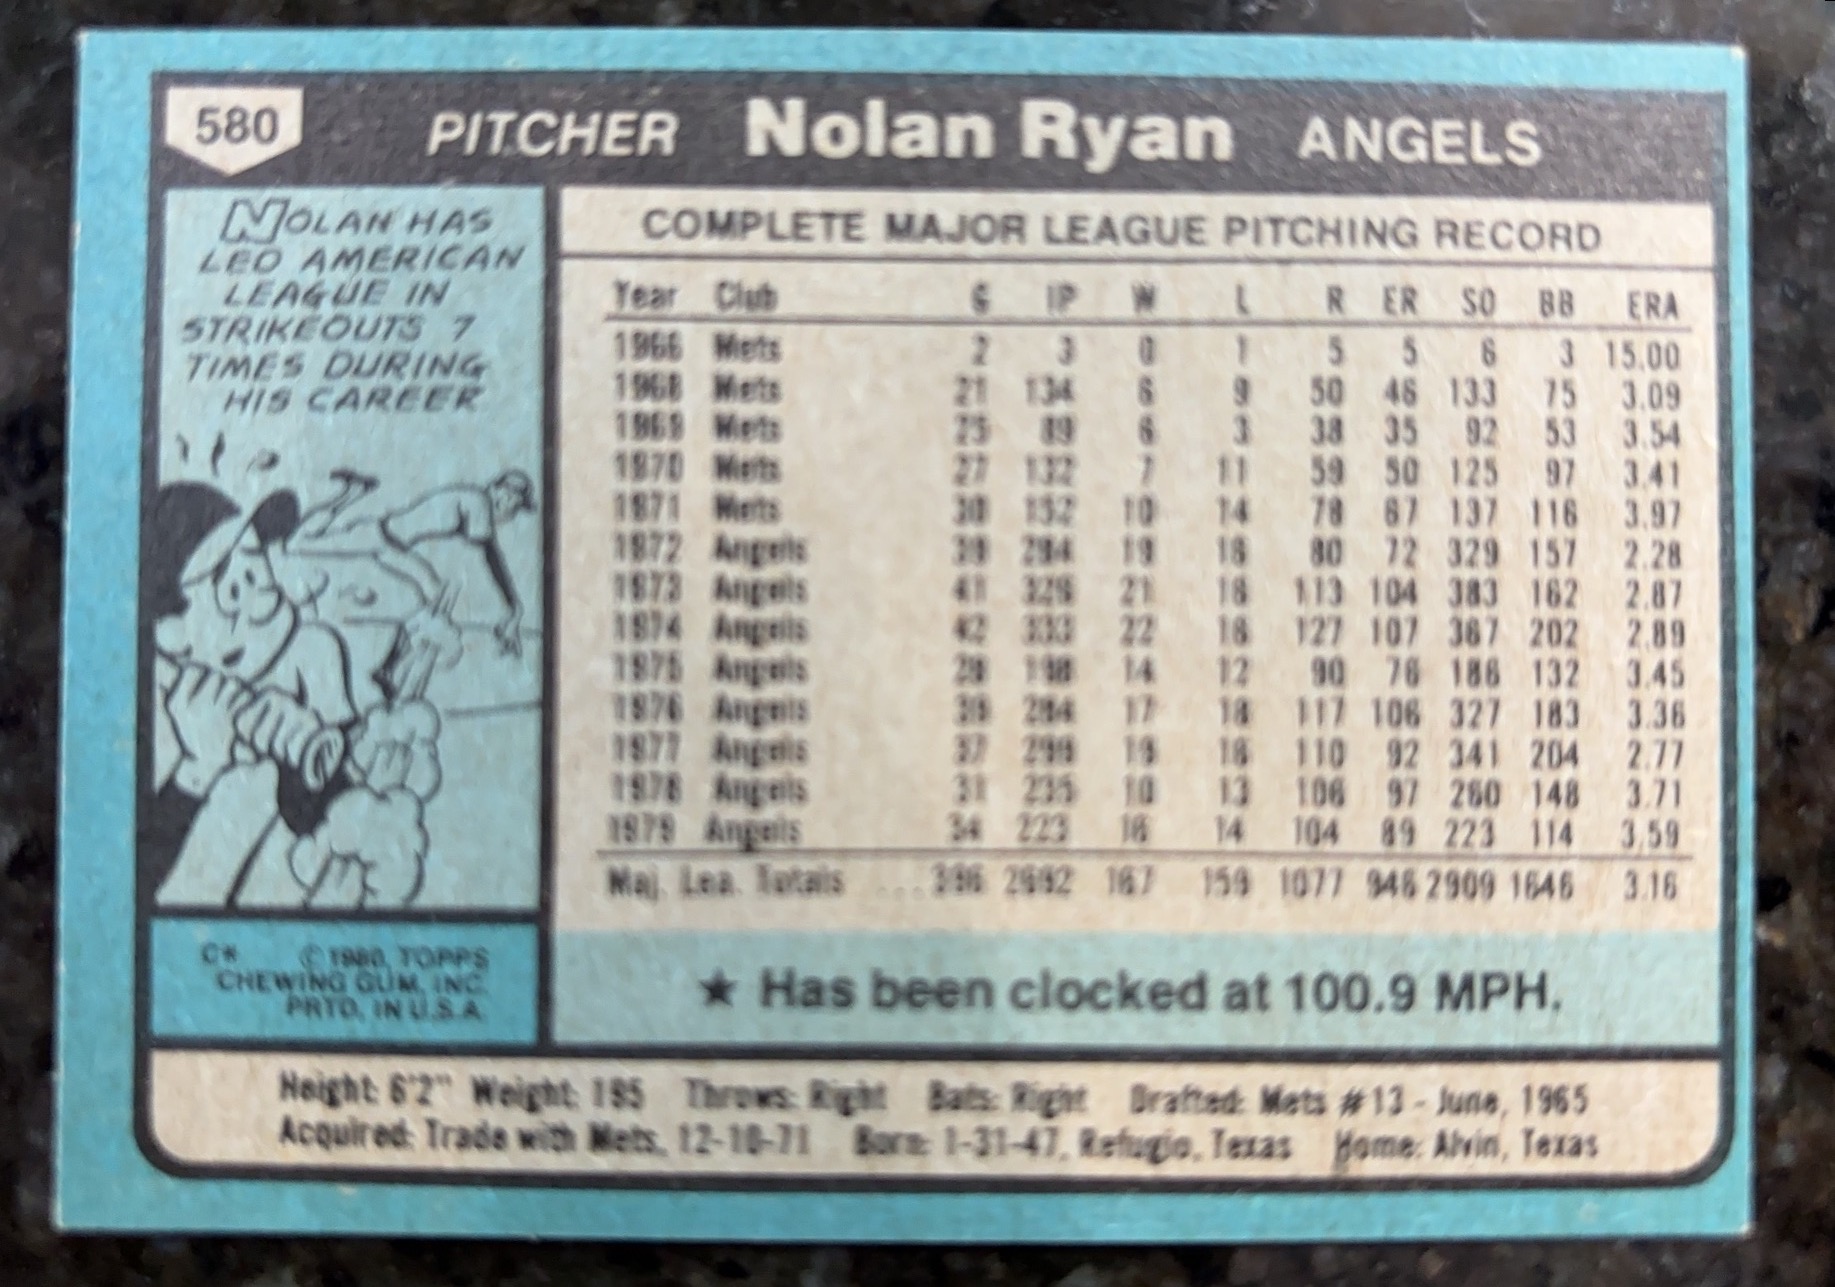 580 PITCHER Nolan Ryan ANGELS
NOLAN HAS
LED AMERICAN
LEAGUE IN
STRIKEOUTS 7
TIMES DURING
HIS CAREER
COMPLETE MAJOR LEAGUE PITCHING RECORD
Year Club G IP W L R ER SO BB ERA
1966 Mets 2 3 0 1 5 5 6 3 15.00
1968 Mets 21 134 6 9 50 46 133 75 3.09
1969 Mets 25 89 6 3 38 35 92 53 3.54
1970 Mets 27 132 7 11 59 50 125 97 3.41
1971 Mets 30 152 10 14 78 67 137 116 3.97
1972 Angels 39 284 19 16 80 72 329 157 2.28
1973 Angels 41 326 21 16 113 104 383 162 2.87
1974 Angels 42 333 22 16 127 107 367 202 2.89
1975 Angels 28 198 14 12 90 76 186 132 3.45
1976 Angels 39 284 17 18 117 106 327 183 3.36
1977 Angels 37 299 19 16 110 92 341 204 2.77
1978 Angels 31 235 10 13 106 97 260 148 3.71
1979 Angels 34 223 16 14 104 89 223 114 3.59
Maj. Lea. Totals ... 396 2692 167 159 1077 946 2909 1646 3.16
★ Has been clocked at 100.9 MPH.
C* © 1980, TOPPS
CHEWING GUM, INC.
PRTD. IN U.S.A.
Height: 6'2" Weight: 195 Throws: Right Bats: Right Drafted: Mets #13 - June, 1965
Acquired: Trade with Mets, 12-10-71 Born: 1-31-47, Refugio, Texas Home: Alvin, Texas